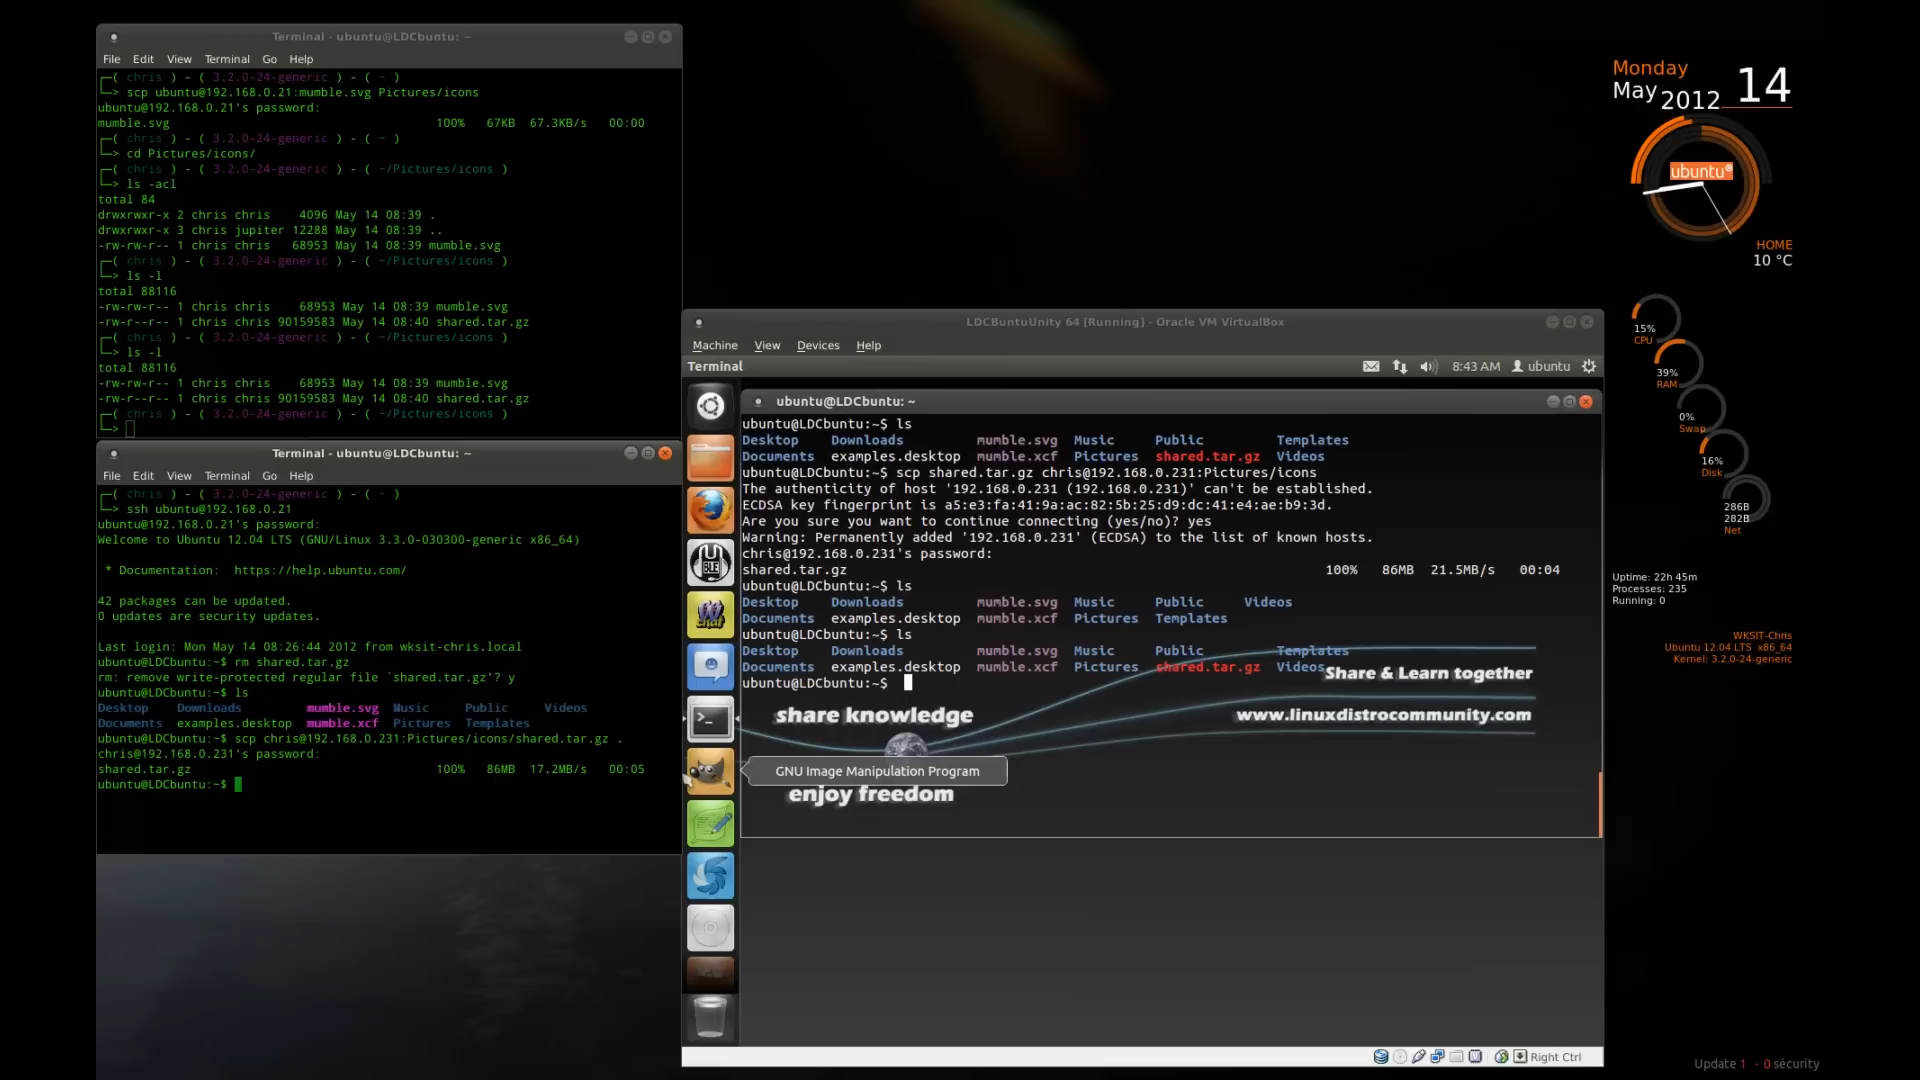 Terminal - ubuntu@LDCbuntu: ~
File Edit View Terminal Go Help
┌─( chris ) - ( 3.2.0-24-generic ) - ( ~ )
└─> scp ubuntu@192.168.0.21:mumble.svg Pictures/icons
ubuntu@192.168.0.21's password:
mumble.svg 100% 67KB 67.3KB/s 00:00
┌─( chris ) - ( 3.2.0-24-generic ) - ( ~ )
└─> cd Pictures/icons/
┌─( chris ) - ( 3.2.0-24-generic ) - ( ~/Pictures/icons )
└─> ls -acl
total 84
drwxrwxr-x 2 chris chris 4096 May 14 08:39 .
drwxrwxr-x 3 chris jupiter 12288 May 14 08:39 ..
-rw-rw-r-- 1 chris chris 68953 May 14 08:39 mumble.svg
┌─( chris ) - ( 3.2.0-24-generic ) - ( ~/Pictures/icons )
└─> ls -l
total 88116
-rw-rw-r-- 1 chris chris 68953 May 14 08:39 mumble.svg
-rw-r--r-- 1 chris chris 90159583 May 14 08:40 shared.tar.gz
┌─( chris ) - ( 3.2.0-24-generic ) - ( ~/Pictures/icons )
└─> ls -l
total 88116
-rw-rw-r-- 1 chris chris 68953 May 14 08:39 mumble.svg
-rw-r--r-- 1 chris chris 90159583 May 14 08:40 shared.tar.gz
┌─( chris ) - ( 3.2.0-24-generic ) - ( ~/Pictures/icons )
└─>
Terminal - ubuntu@LDCbuntu: ~
File Edit View Terminal Go Help
┌─( chris ) - ( 3.2.0-24-generic ) - ( ~ )
└─> ssh ubuntu@192.168.0.21
ubuntu@192.168.0.21's password:
Welcome to Ubuntu 12.04 LTS (GNU/Linux 3.3.0-030300-generic x86_64)
* Documentation: https://help.ubuntu.com/
42 packages can be updated.
0 updates are security updates.
Last login: Mon May 14 08:26:44 2012 from wksit-chris.local
ubuntu@LDCbuntu:~$ rm shared.tar.gz
rm: remove write-protected regular file `shared.tar.gz'? y
ubuntu@LDCbuntu:~$ ls
Desktop Downloads mumble.svg Music Public Videos
Documents examples.desktop mumble.xcf Pictures Templates
ubuntu@LDCbuntu:~$ scp chris@192.168.0.231:Pictures/icons/shared.tar.gz .
chris@192.168.0.231's password:
shared.tar.gz 100% 86MB 17.2MB/s 00:05
ubuntu@LDCbuntu:~$
LDCBuntuUnity 64 [Running] - Oracle VM VirtualBox
Machine View Devices Help
Terminal 8:43 AM ubuntu
ubuntu@LDCbuntu: ~
ubuntu@LDCbuntu:~$ ls
Desktop Downloads mumble.svg Music Public Templates
Documents examples.desktop mumble.xcf Pictures shared.tar.gz Videos
ubuntu@LDCbuntu:~$ scp shared.tar.gz chris@192.168.0.231:Pictures/icons
The authenticity of host '192.168.0.231 (192.168.0.231)' can't be established.
ECDSA key fingerprint is a5:e3:fa:41:9a:ac:82:5b:25:d9:dc:41:e4:ae:b9:3d.
Are you sure you want to continue connecting (yes/no)? yes
Warning: Permanently added '192.168.0.231' (ECDSA) to the list of known hosts.
chris@192.168.0.231's password:
shared.tar.gz 100% 86MB 21.5MB/s 00:04
ubuntu@LDCbuntu:~$ ls
Desktop Downloads mumble.svg Music Public Videos
Documents examples.desktop mumble.xcf Pictures Templates
ubuntu@LDCbuntu:~$ ls
Desktop Downloads mumble.svg Music Public Templates
Documents examples.desktop mumble.xcf Pictures shared.tar.gz Videos
ubuntu@LDCbuntu:~$
Share & Learn together
share knowledge
www.linuxdistrocommunity.com
GNU Image Manipulation Program
enjoy freedom
Right Ctrl
Monday
May 2012 14
ubuntu®
HOME
10 °C
15%
CPU
39%
RAM
0%
Swap
16%
Disk
286B
282B
Net
Uptime: 22h 45m
Processes: 235
Running: 0
WKSIT-Chris
Ubuntu 12.04 LTS x86_64
Kernel: 3.2.0-24-generic
Update 1 - 0 sécurity